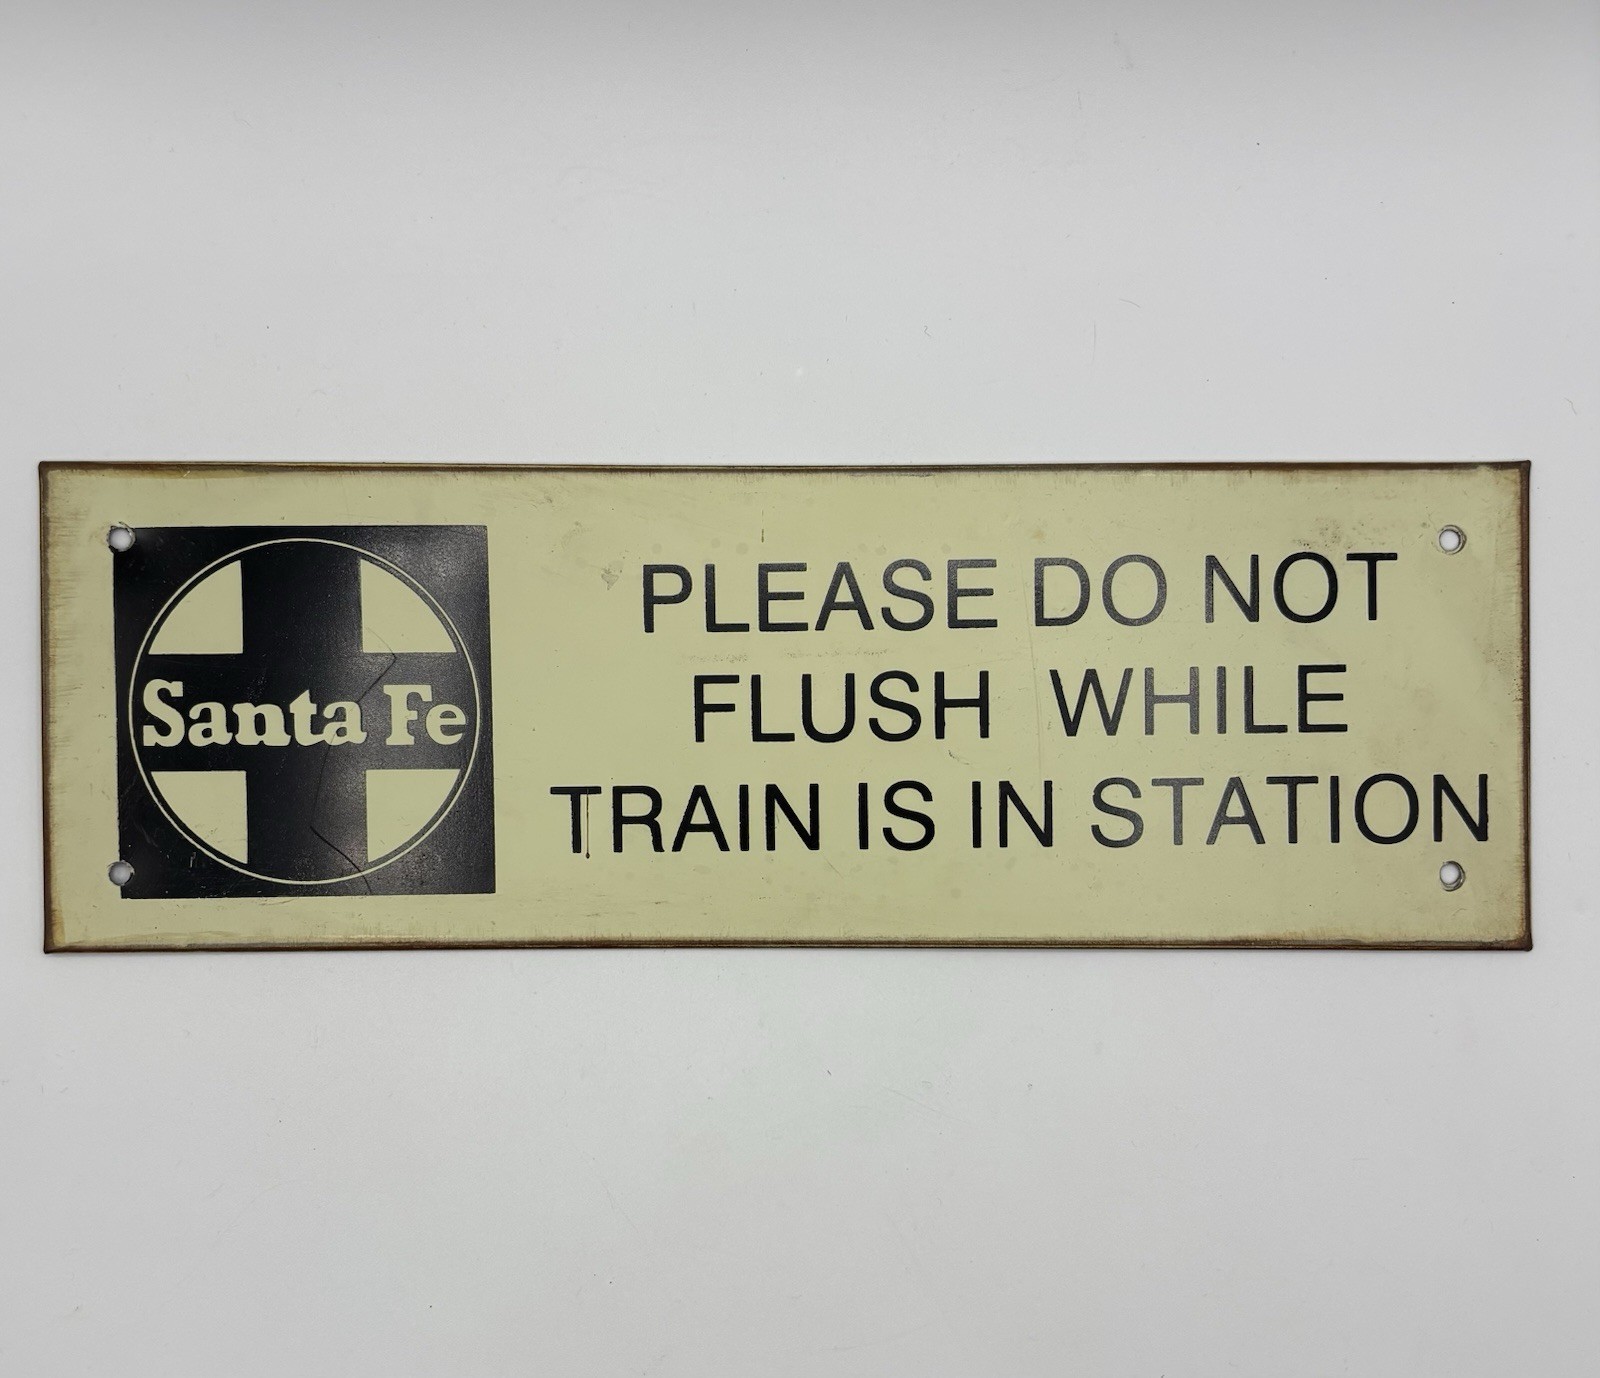 Santa Fe
PLEASE DO NOT
FLUSH WHILE
TRAIN IS IN STATION